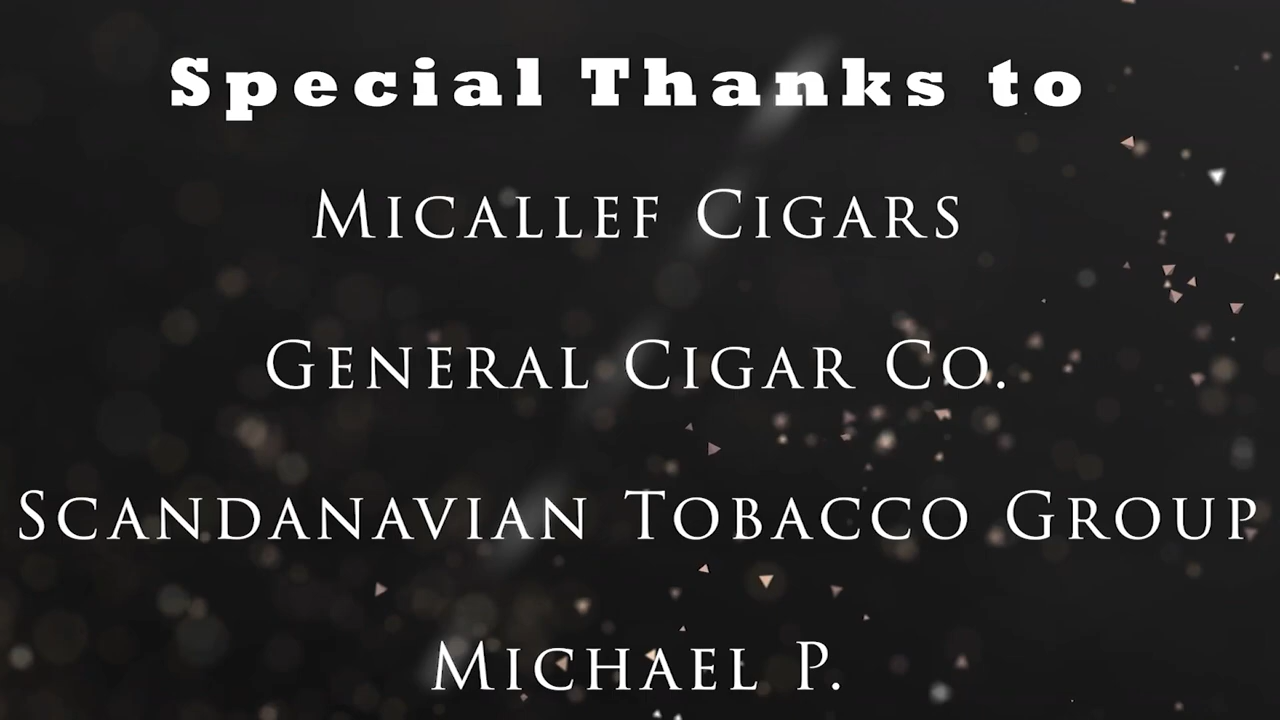 Special Thanks to
Micallef Cigars
General Cigar Co.
Scandanavian Tobacco Group
Michael P.